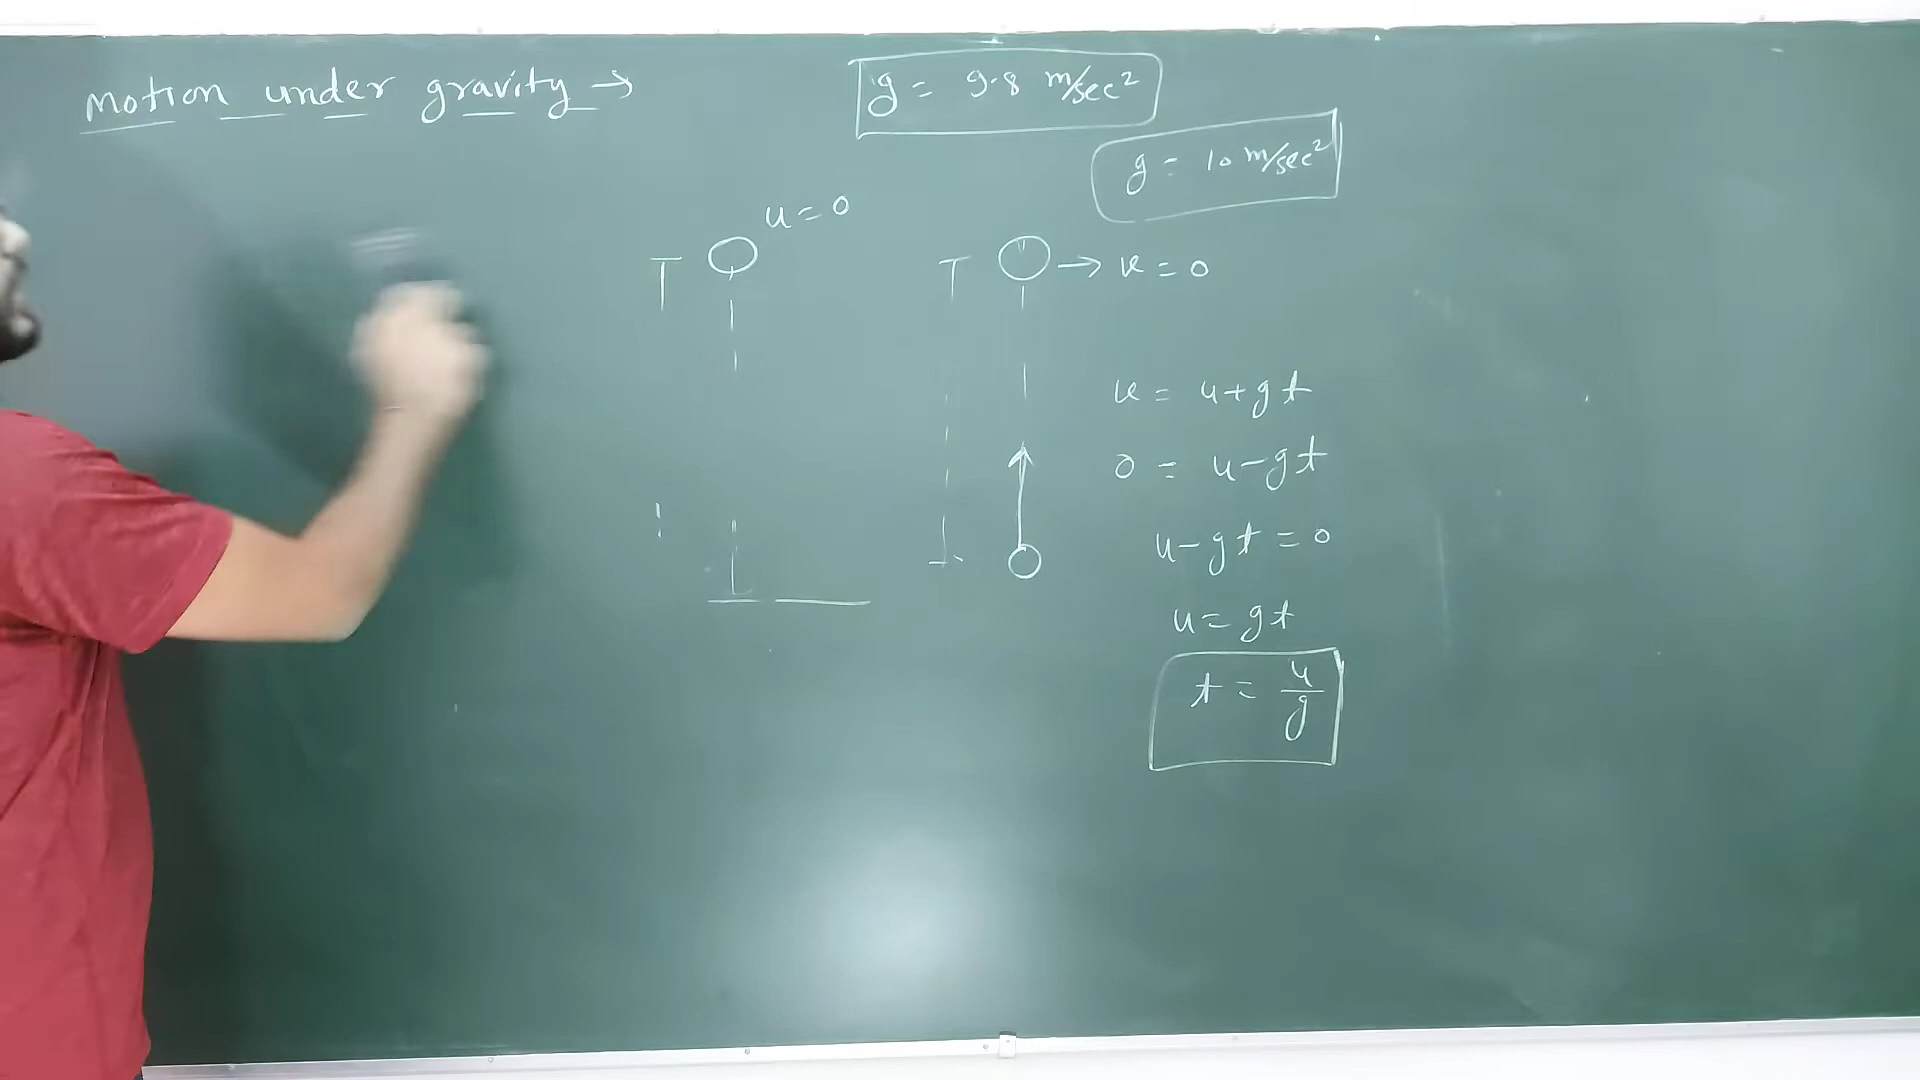 Motion under gravity →
g = 9.8 m/sec²
g = 10 m/sec²
u = 0
→ v = 0
v = u + gt
0 = u - gt
u - gt = 0
u = gt
t = u/g